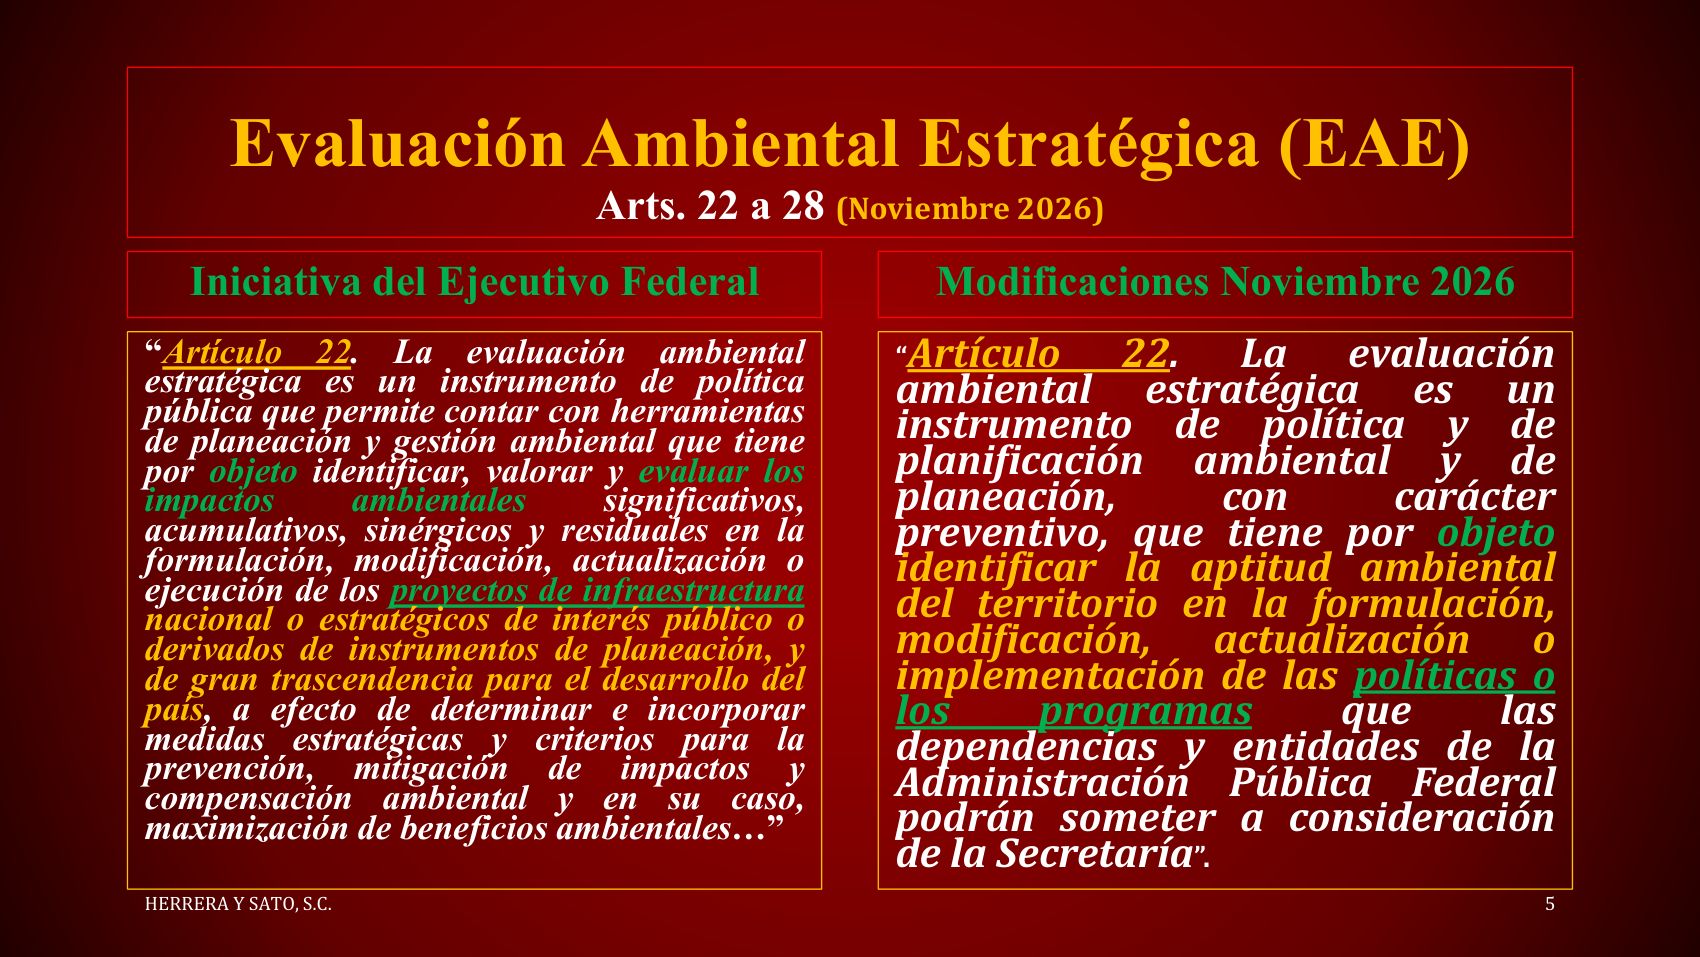 Evaluación Ambiental Estratégica (EAE)
Arts. 22 a 28 (Noviembre 2026)
Iniciativa del Ejecutivo Federal
“Artículo 22. La evaluación ambiental
estratégica es un instrumento de política
pública que permite contar con herramientas
de planeación y gestión ambiental que tiene
por objeto identificar, valorar y evaluar los
impactos ambientales significativos,
acumulativos, sinérgicos y residuales en la
formulación, modificación, actualización o
ejecución de los proyectos de infraestructura
nacional o estratégicos de interés público o
derivados de instrumentos de planeación, y
de gran trascendencia para el desarrollo del
país, a efecto de determinar e incorporar
medidas estratégicas y criterios para la
prevención, mitigación de impactos y
compensación ambiental y en su caso,
maximización de beneficios ambientales…”
Modificaciones Noviembre 2026
“Artículo 22. La evaluación
ambiental estratégica es un
instrumento de política y de
planificación ambiental y de
planeación, con carácter
preventivo, que tiene por objeto
identificar la aptitud ambiental
del territorio en la formulación,
modificación, actualización o
implementación de las políticas o
los programas que las
dependencias y entidades de la
Administración Pública Federal
podrán someter a consideración
de la Secretaría”.
HERRERA Y SATO, S.C.
5